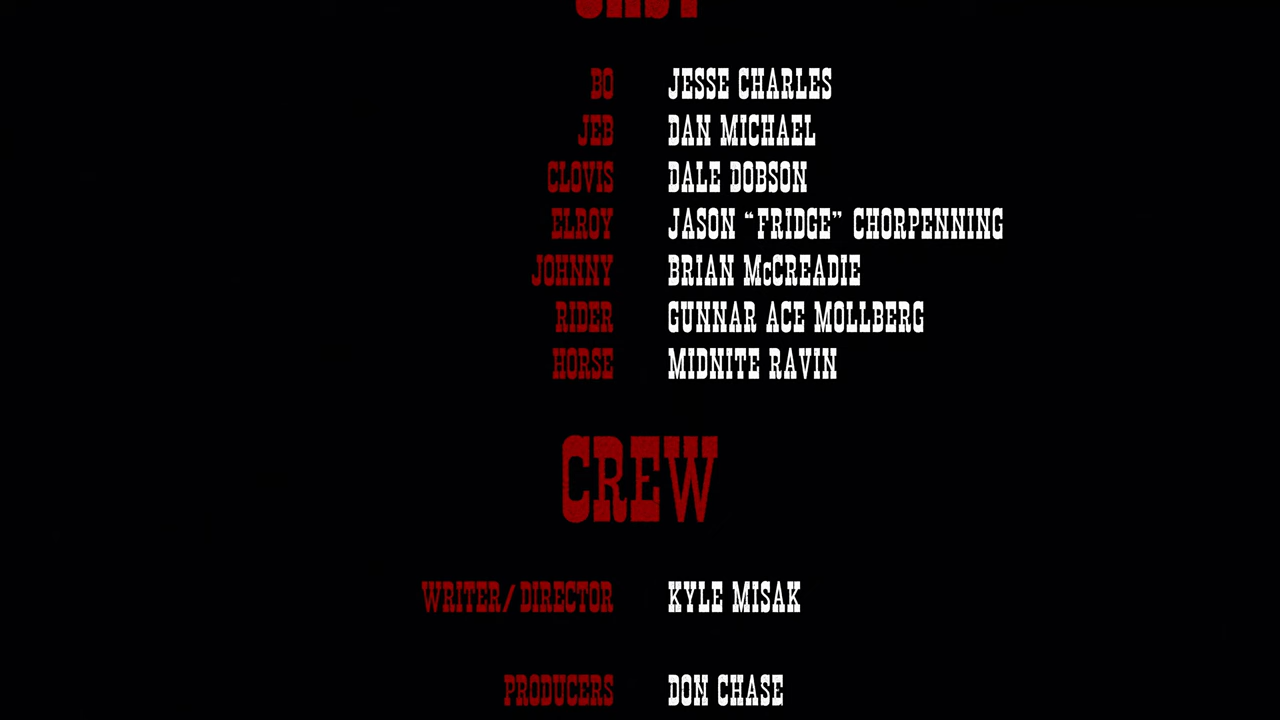 CAST
BO JESSE CHARLES
JEB DAN MICHAEL
CLOVIS DALE DOBSON
ELROY JASON “FRIDGE” CHORPENNING
JOHNNY BRIAN McCREADIE
RIDER GUNNAR ACE MOLLBERG
HORSE MIDNITE RAVIN
CREW
WRITER/DIRECTOR KYLE MISAK
PRODUCERS DON CHASE